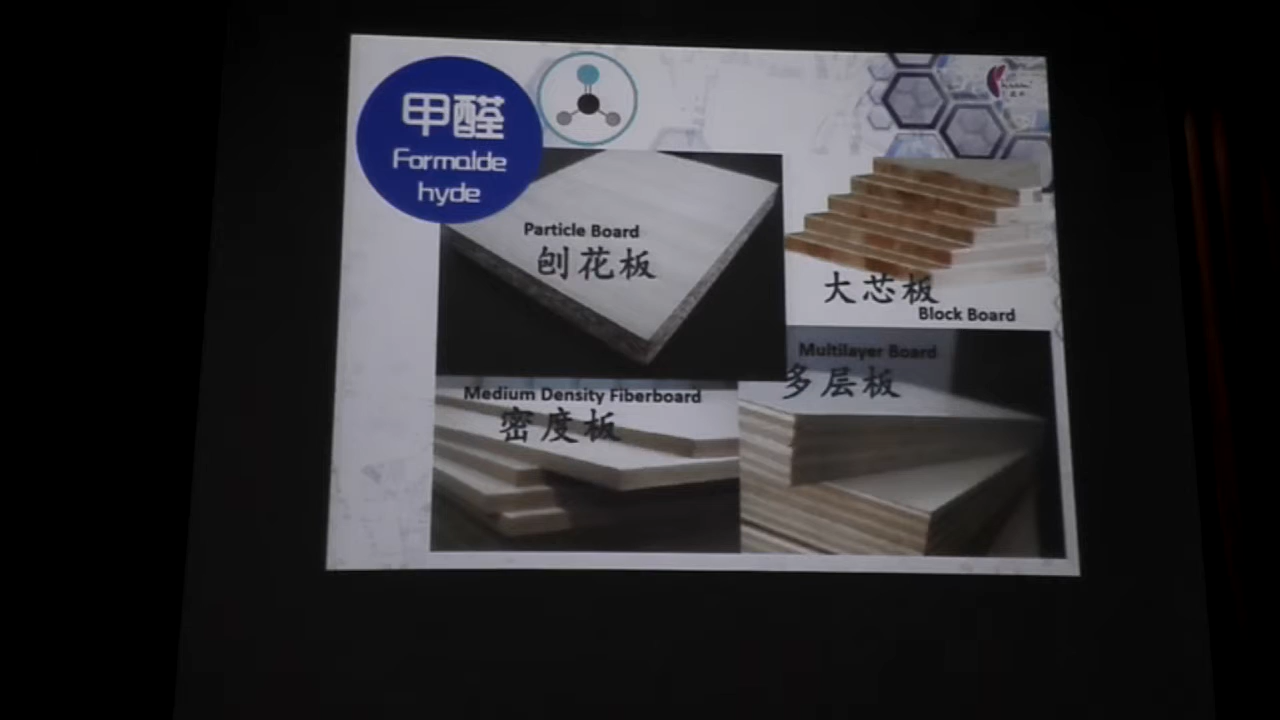 甲醛
Formalde
hyde
Particle Board
刨花板
大芯板
Block Board
Medium Density Fiberboard
密度板
Multilayer Board
多层板